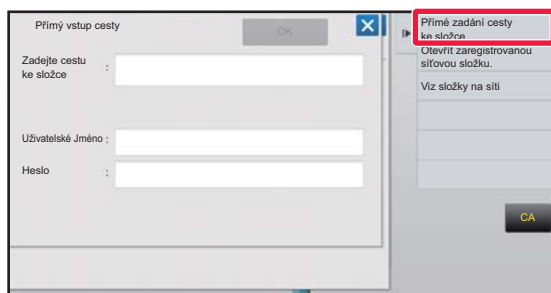 Přímý vstup cesty
OK
Zadejte cestu
ke složce :
Uživatelské Jméno :
Heslo :
Přímé zadání cesty
ke složce
Otevřít zaregistrovanou
síťovou složku.
Viz složky na síti
CA